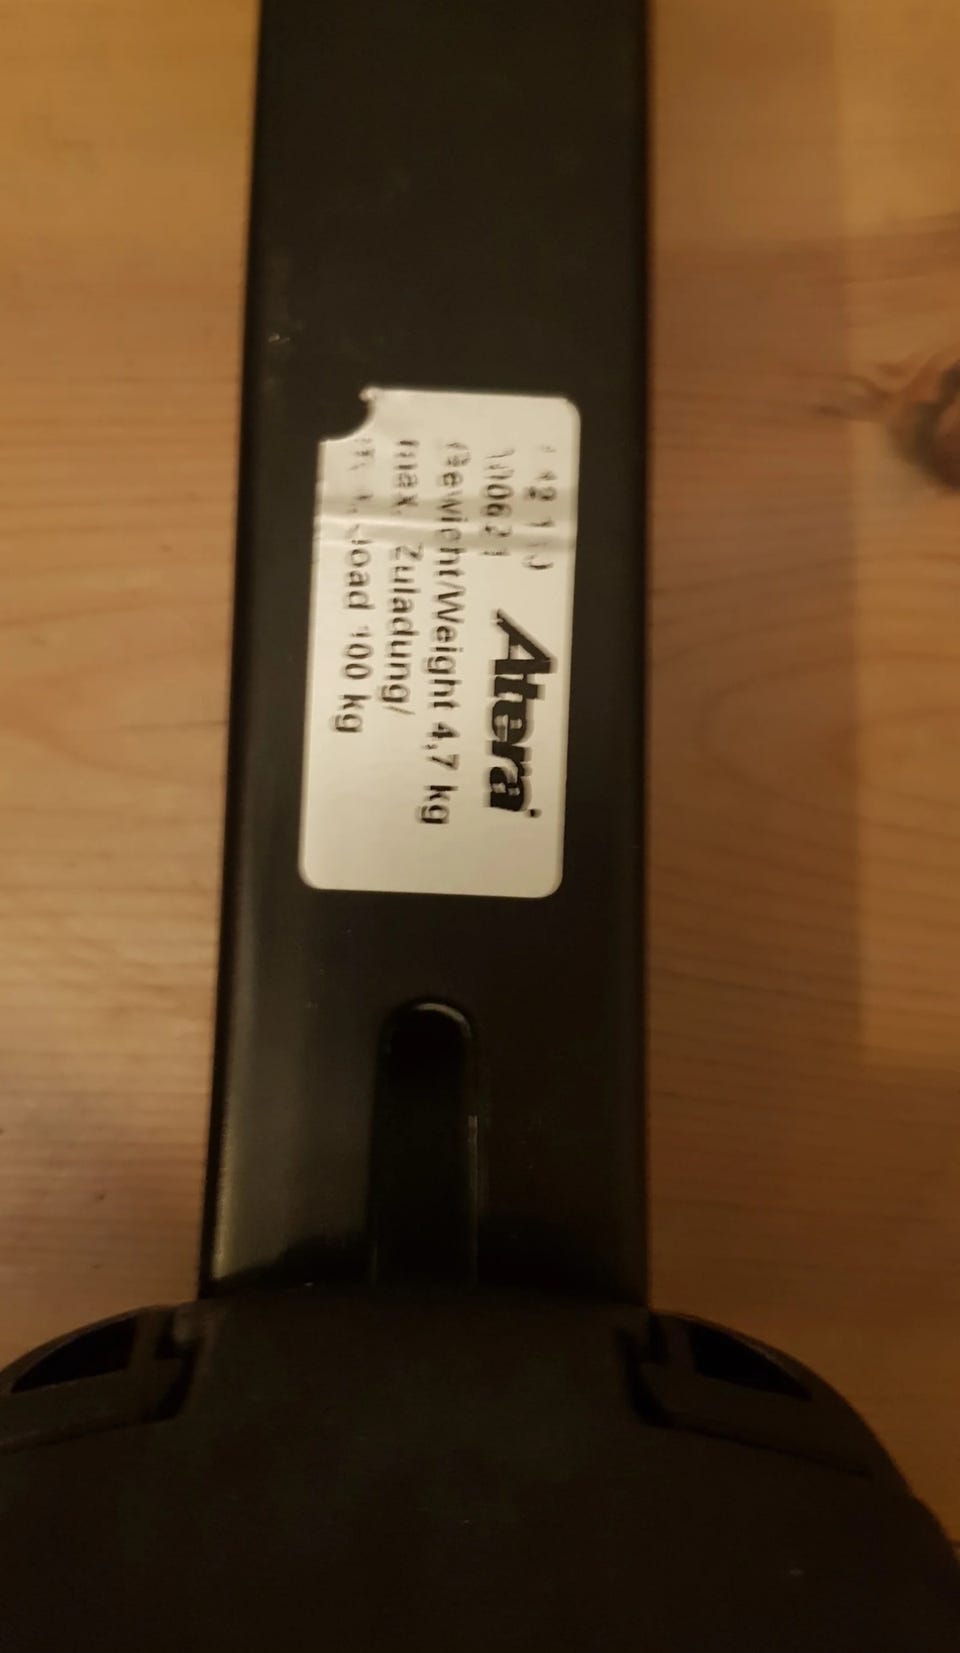 Atera
Gewicht/Weight 4,7 kg
max. Zuladung/
load 100 kg